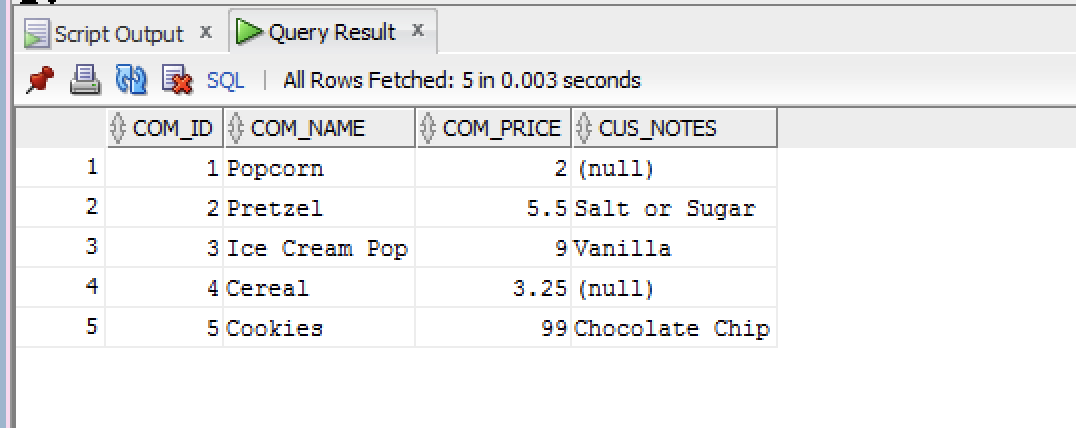 Script Output x Query Result x
SQL | All Rows Fetched: 5 in 0.003 seconds
COM_ID COM_NAME COM_PRICE CUS_NOTES
1 1 Popcorn 2 (null)
2 2 Pretzel 5.5 Salt or Sugar
3 3 Ice Cream Pop 9 Vanilla
4 4 Cereal 3.25 (null)
5 5 Cookies 99 Chocolate Chip